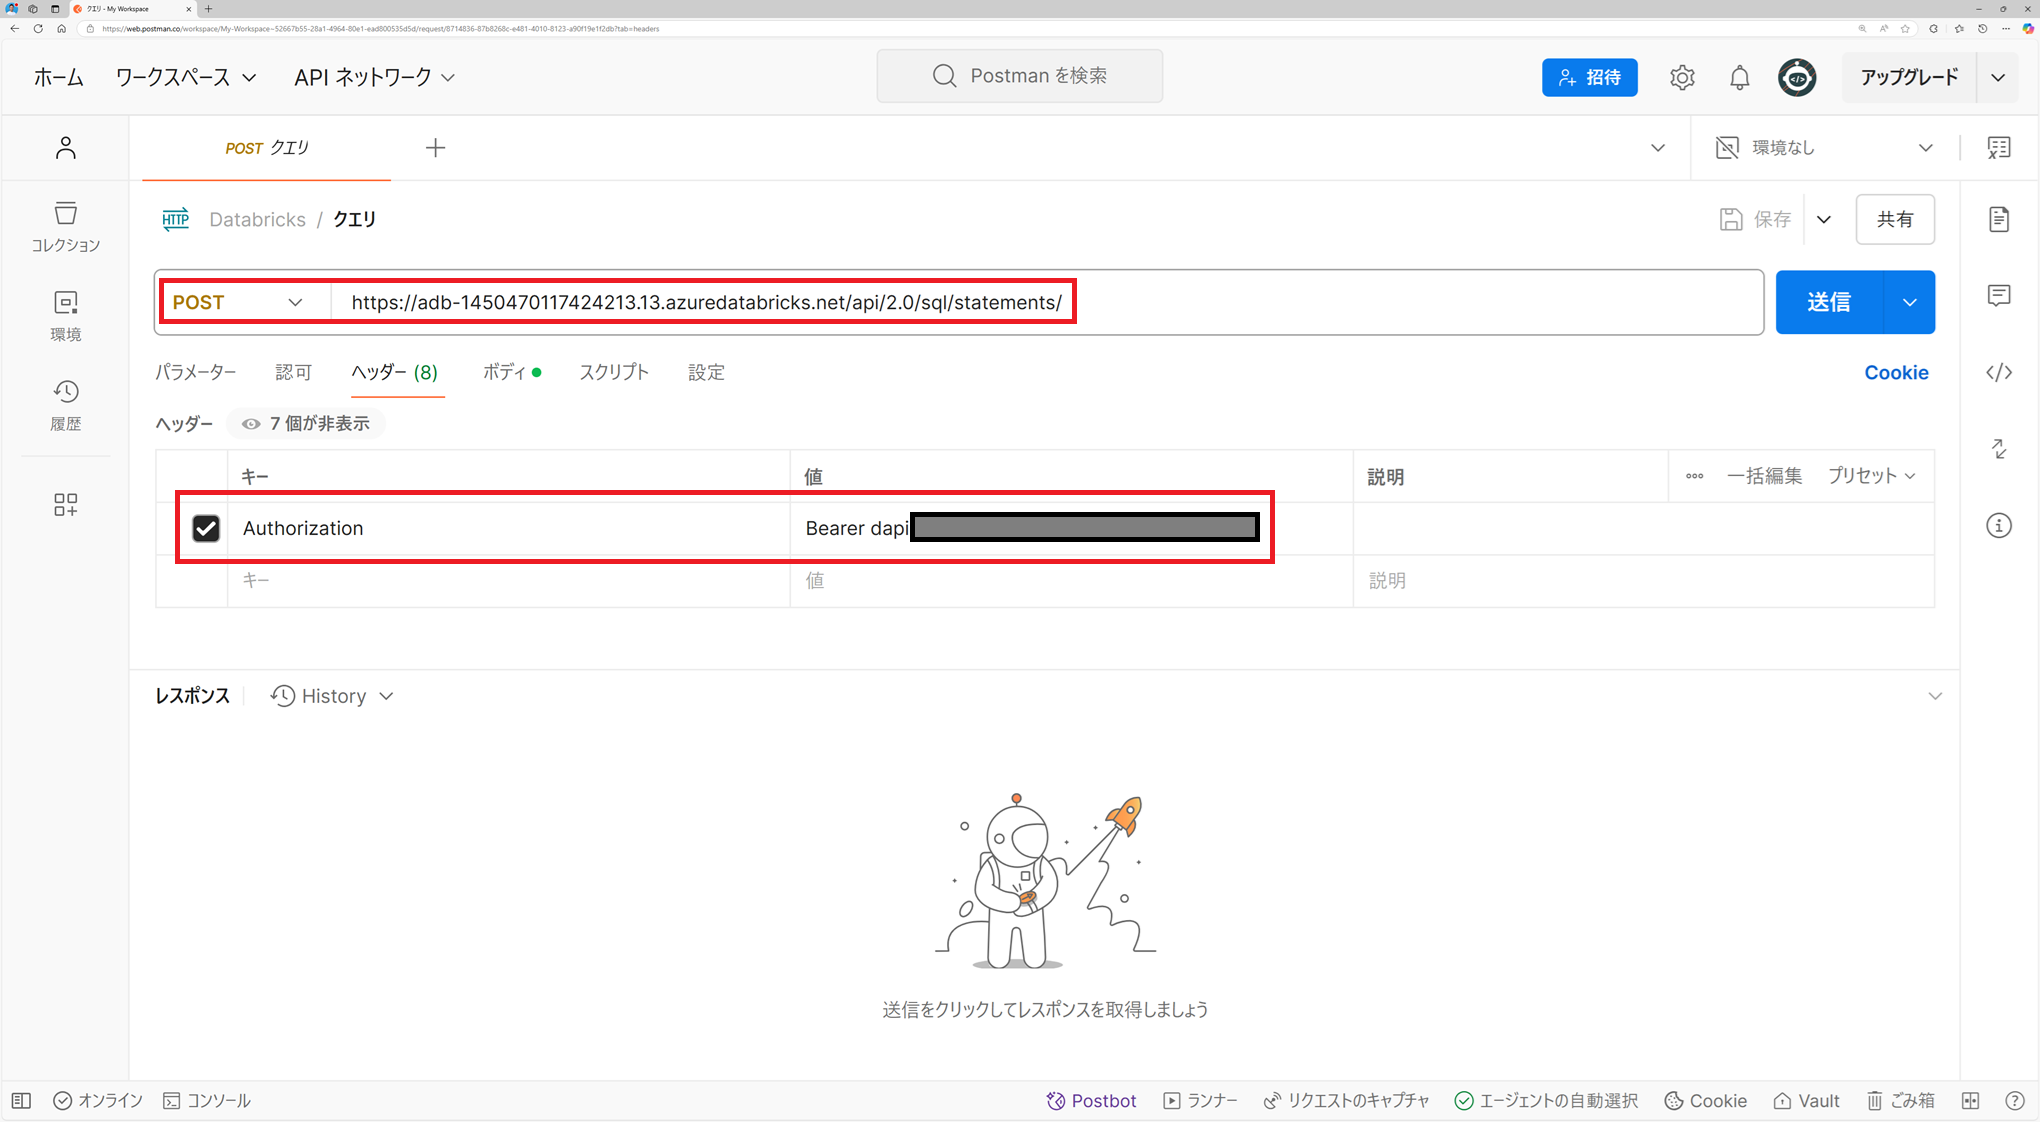 クエリ - My Workspace
https://web.postman.co/workspace/My-Workspace~52667b55-28a1-4964-80e1-ead800535d5d/request/8714836-87b8268c-e481-4010-8123-a90f19e1f2db?tab=headers
ホーム ワークスペース API ネットワーク Postman を検索 招待 アップグレード
POST クエリ 環境なし
HTTP Databricks / クエリ 保存 共有
コレクション
環境
履歴
POST https://adb-1450470117424213.13.azuredatabricks.net/api/2.0/sql/statements/ 送信
パラメーター 認可 ヘッダー (8) ボディ スクリプト 設定 Cookie
ヘッダー 7 個が非表示
キー 値 説明 一括編集 プリセット
Authorization Bearer dapi
キー 値 説明
レスポンス History
送信をクリックしてレスポンスを取得しましょう
オンライン コンソール Postbot ランナー リクエストのキャプチャ エージェントの自動選択 Cookie Vault ごみ箱